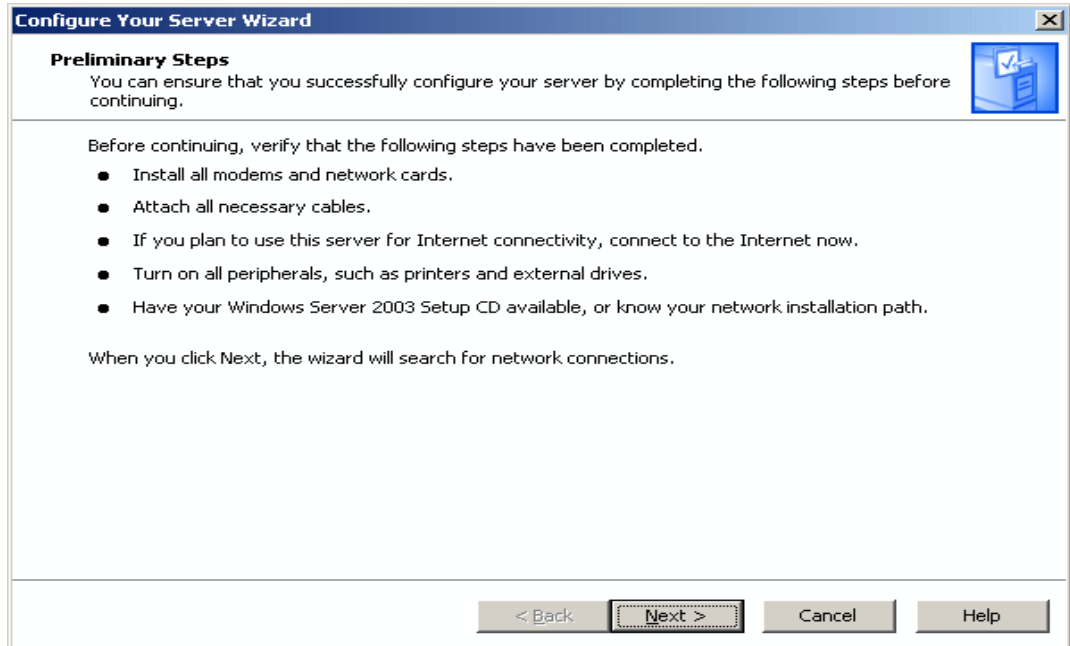 Configure Your Server Wizard
Preliminary Steps
You can ensure that you successfully configure your server by completing the following steps before
continuing.
Before continuing, verify that the following steps have been completed.
● Install all modems and network cards.
● Attach all necessary cables.
● If you plan to use this server for Internet connectivity, connect to the Internet now.
● Turn on all peripherals, such as printers and external drives.
● Have your Windows Server 2003 Setup CD available, or know your network installation path.
When you click Next, the wizard will search for network connections.
< Back Next > Cancel Help